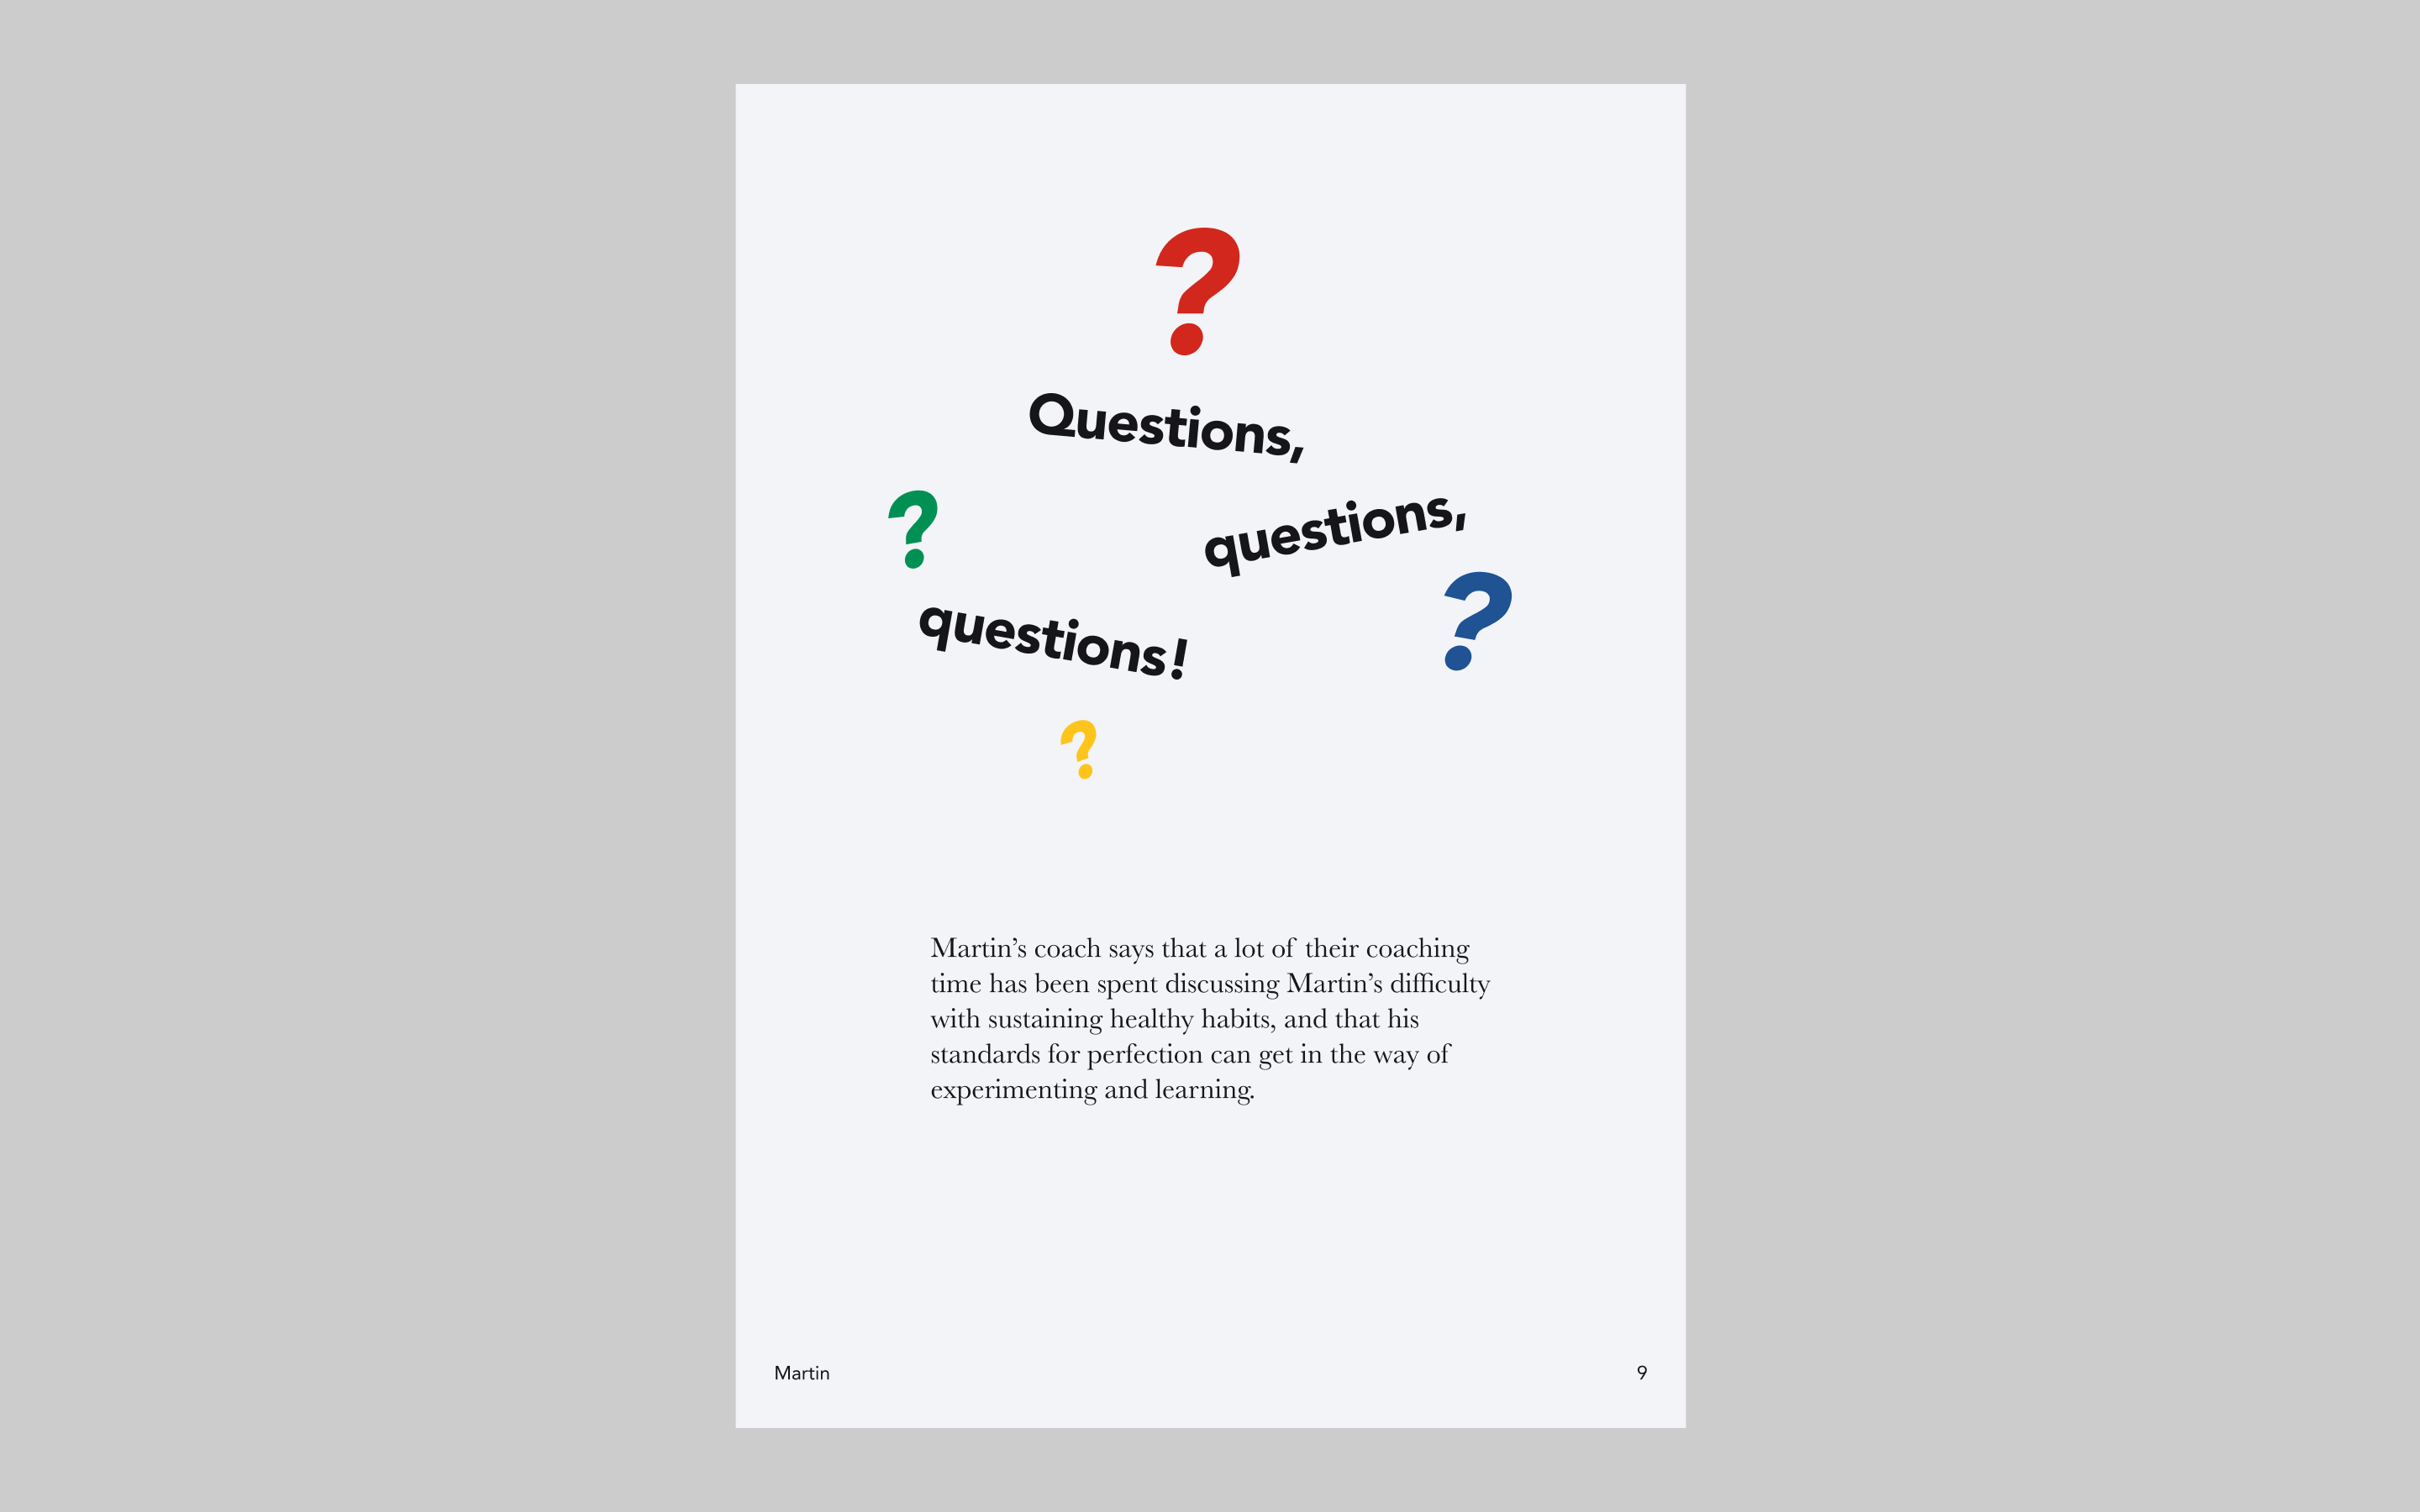 ?
Questions,
?
questions,
?
questions!
?
Martin’s coach says that a lot of their coaching
time has been spent discussing Martin’s difficulty
with sustaining healthy habits, and that his
standards for perfection can get in the way of
experimenting and learning.
Martin
9